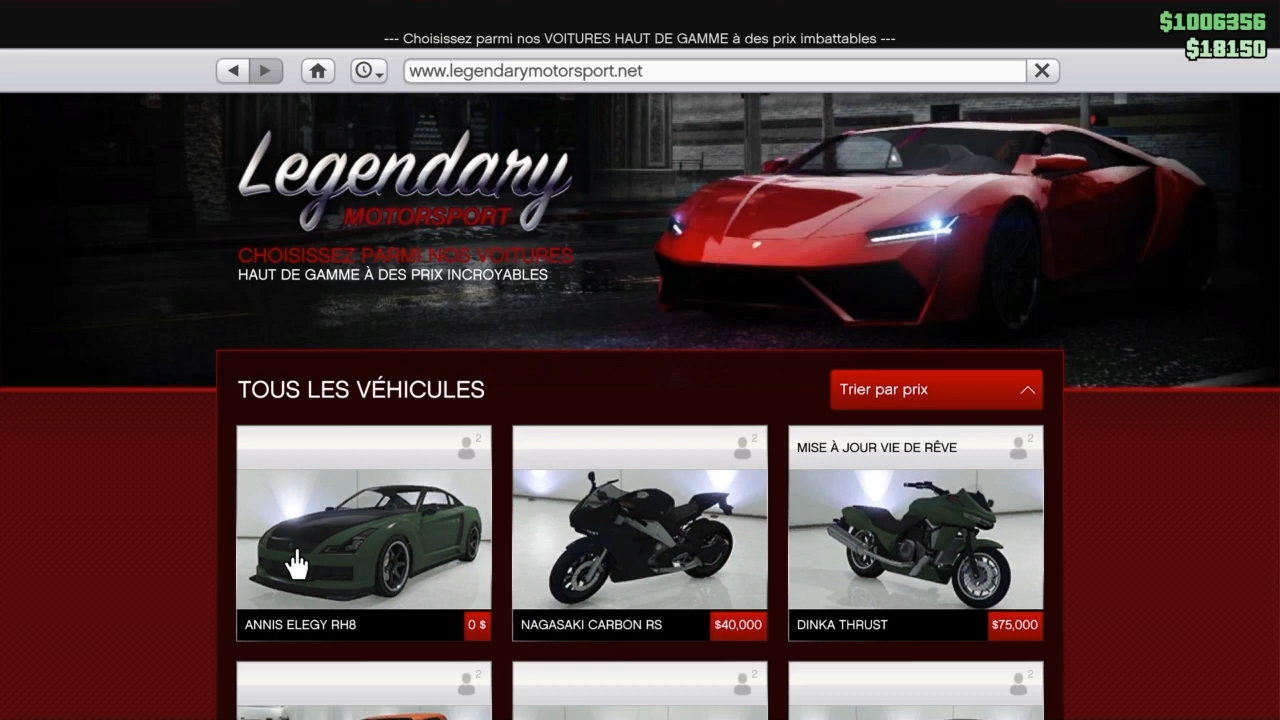 $1006356
--- Choisissez parmi nos VOITURES HAUT DE GAMME à des prix imbattables ---
$18150
www.legendarymotorsport.net
Legendary
MOTORSPORT
CHOISISSEZ PARMI NOS VOITURES
HAUT DE GAMME À DES PRIX INCROYABLES
TOUS LES VÉHICULES
Trier par prix
2
2
MISE À JOUR VIE DE RÊVE
2
ANNIS ELEGY RH8
0 $
NAGASAKI CARBON RS
$40,000
DINKA THRUST
$75,000
2
2
2